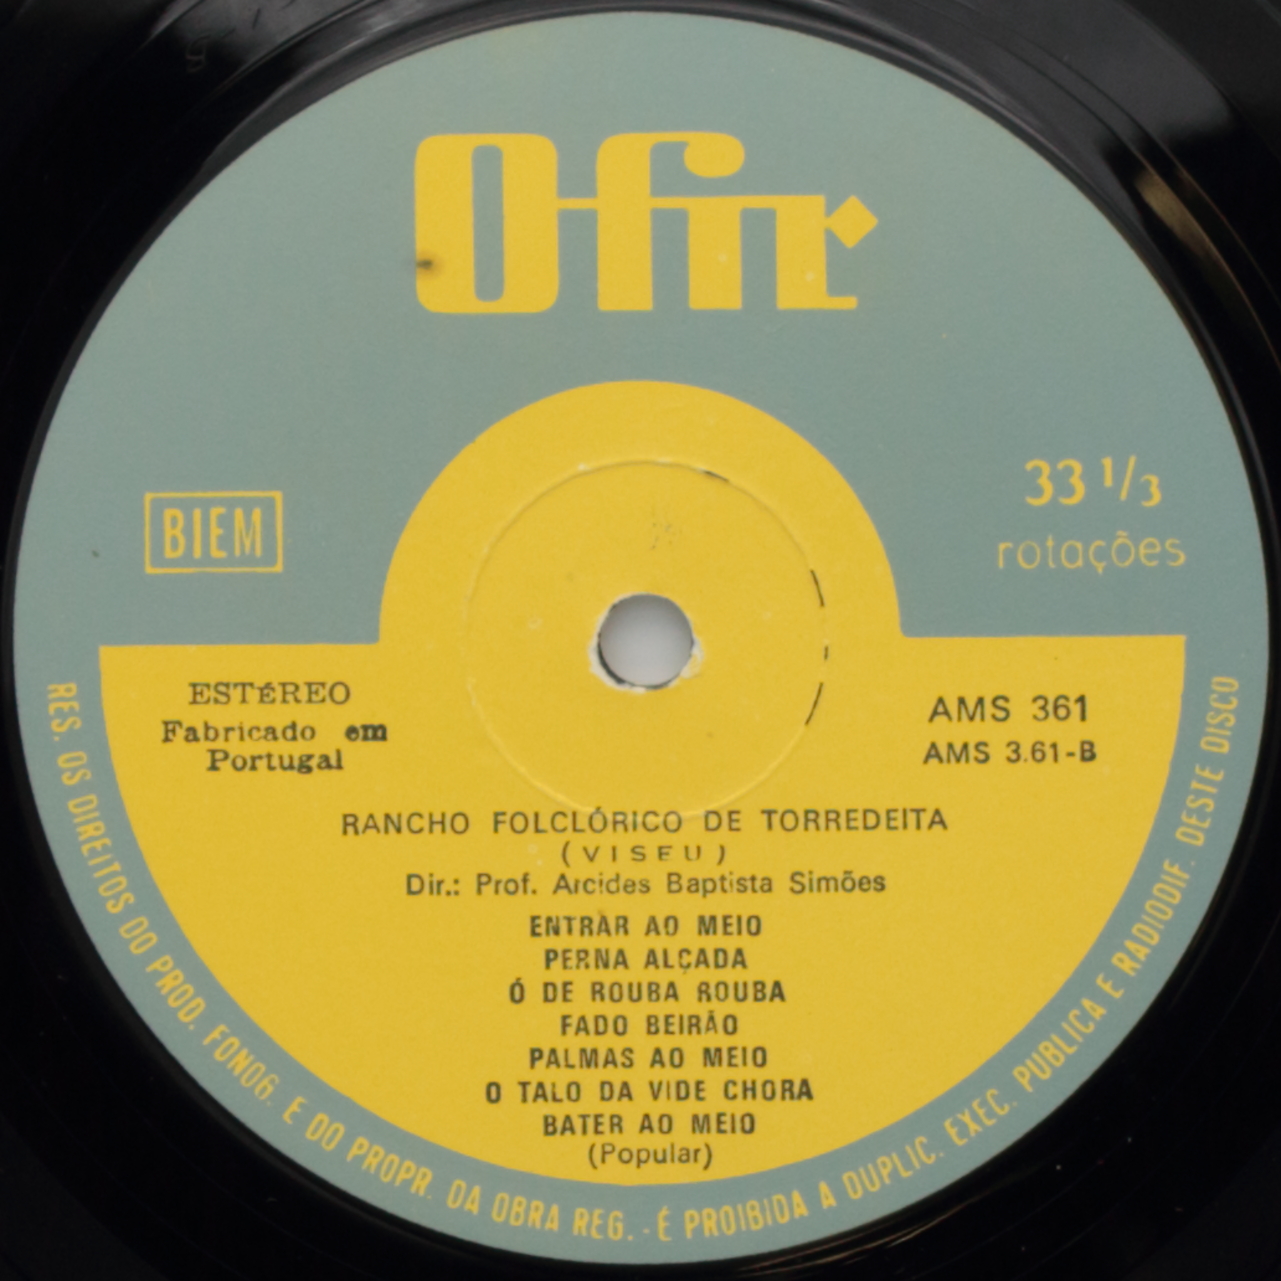 Ofir
BIEM
33 1/3
rotações
ESTÉREO
Fabricado em
Portugal
AMS 361
AMS 3.61-B
RANCHO FOLCLÓRICO DE TORREDEITA
(VISEU)
Dir.: Prof. Arcides Baptista Simões
ENTRAR AO MEIO
PERNA ALÇADA
Ó DE ROUBA ROUBA
FADO BEIRÃO
PALMAS AO MEIO
O TALO DA VIDE CHORA
BATER AO MEIO
(Popular)
RES. OS DIREITOS DO PROD. FONOG. E DO PROPR. DA OBRA REG. - É PROIBIDA A DUPLIC. EXEC. PUBLICA E RADIODIF. DESTE DISCO